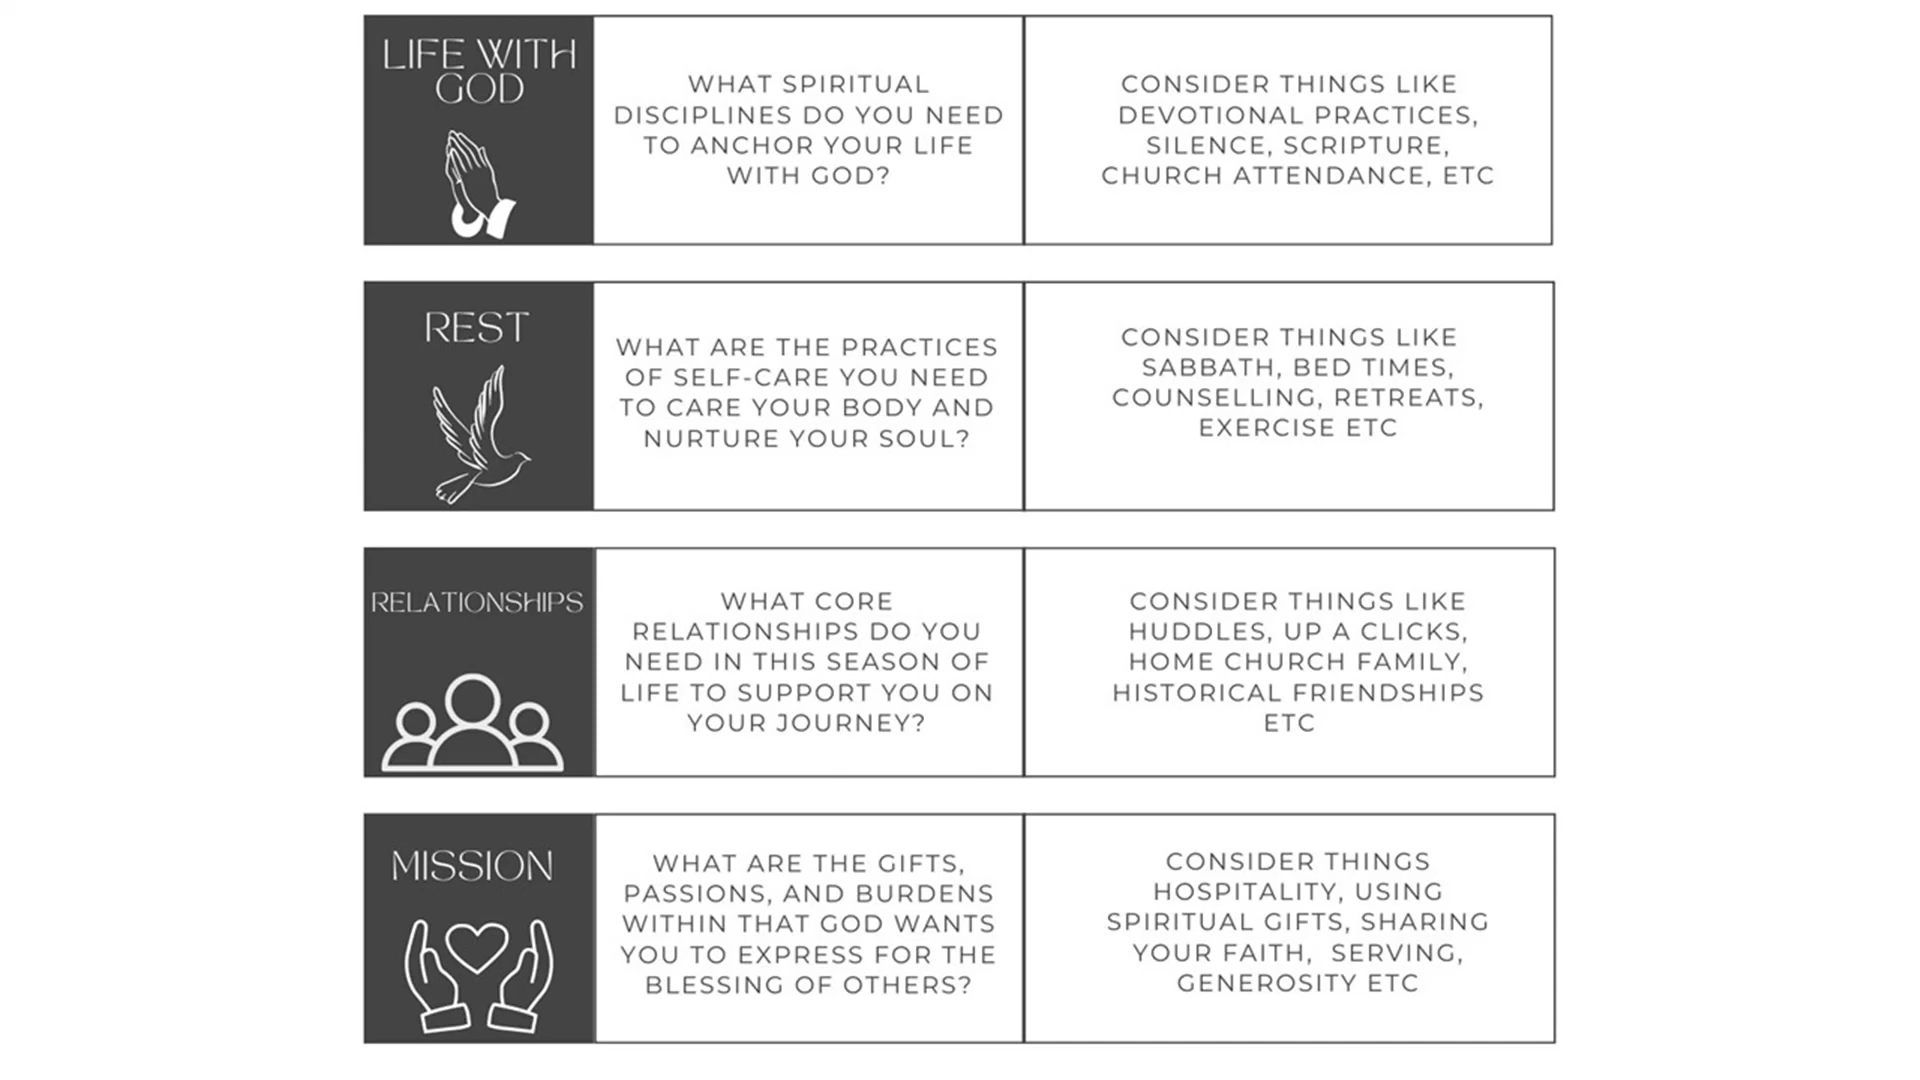 LIFE WITH
GOD
WHAT SPIRITUAL
DISCIPLINES DO YOU NEED
TO ANCHOR YOUR LIFE
WITH GOD?
CONSIDER THINGS LIKE
DEVOTIONAL PRACTICES,
SILENCE, SCRIPTURE,
CHURCH ATTENDANCE, ETC
REST
WHAT ARE THE PRACTICES
OF SELF-CARE YOU NEED
TO CARE YOUR BODY AND
NURTURE YOUR SOUL?
CONSIDER THINGS LIKE
SABBATH, BED TIMES,
COUNSELLING, RETREATS,
EXERCISE ETC
RELATIONSHIPS
WHAT CORE
RELATIONSHIPS DO YOU
NEED IN THIS SEASON OF
LIFE TO SUPPORT YOU ON
YOUR JOURNEY?
CONSIDER THINGS LIKE
HUDDLES, UP A CLICKS,
HOME CHURCH FAMILY,
HISTORICAL FRIENDSHIPS
ETC
MISSION
WHAT ARE THE GIFTS,
PASSIONS, AND BURDENS
WITHIN THAT GOD WANTS
YOU TO EXPRESS FOR THE
BLESSING OF OTHERS?
CONSIDER THINGS
HOSPITALITY, USING
SPIRITUAL GIFTS, SHARING
YOUR FAITH, SERVING,
GENEROSITY ETC